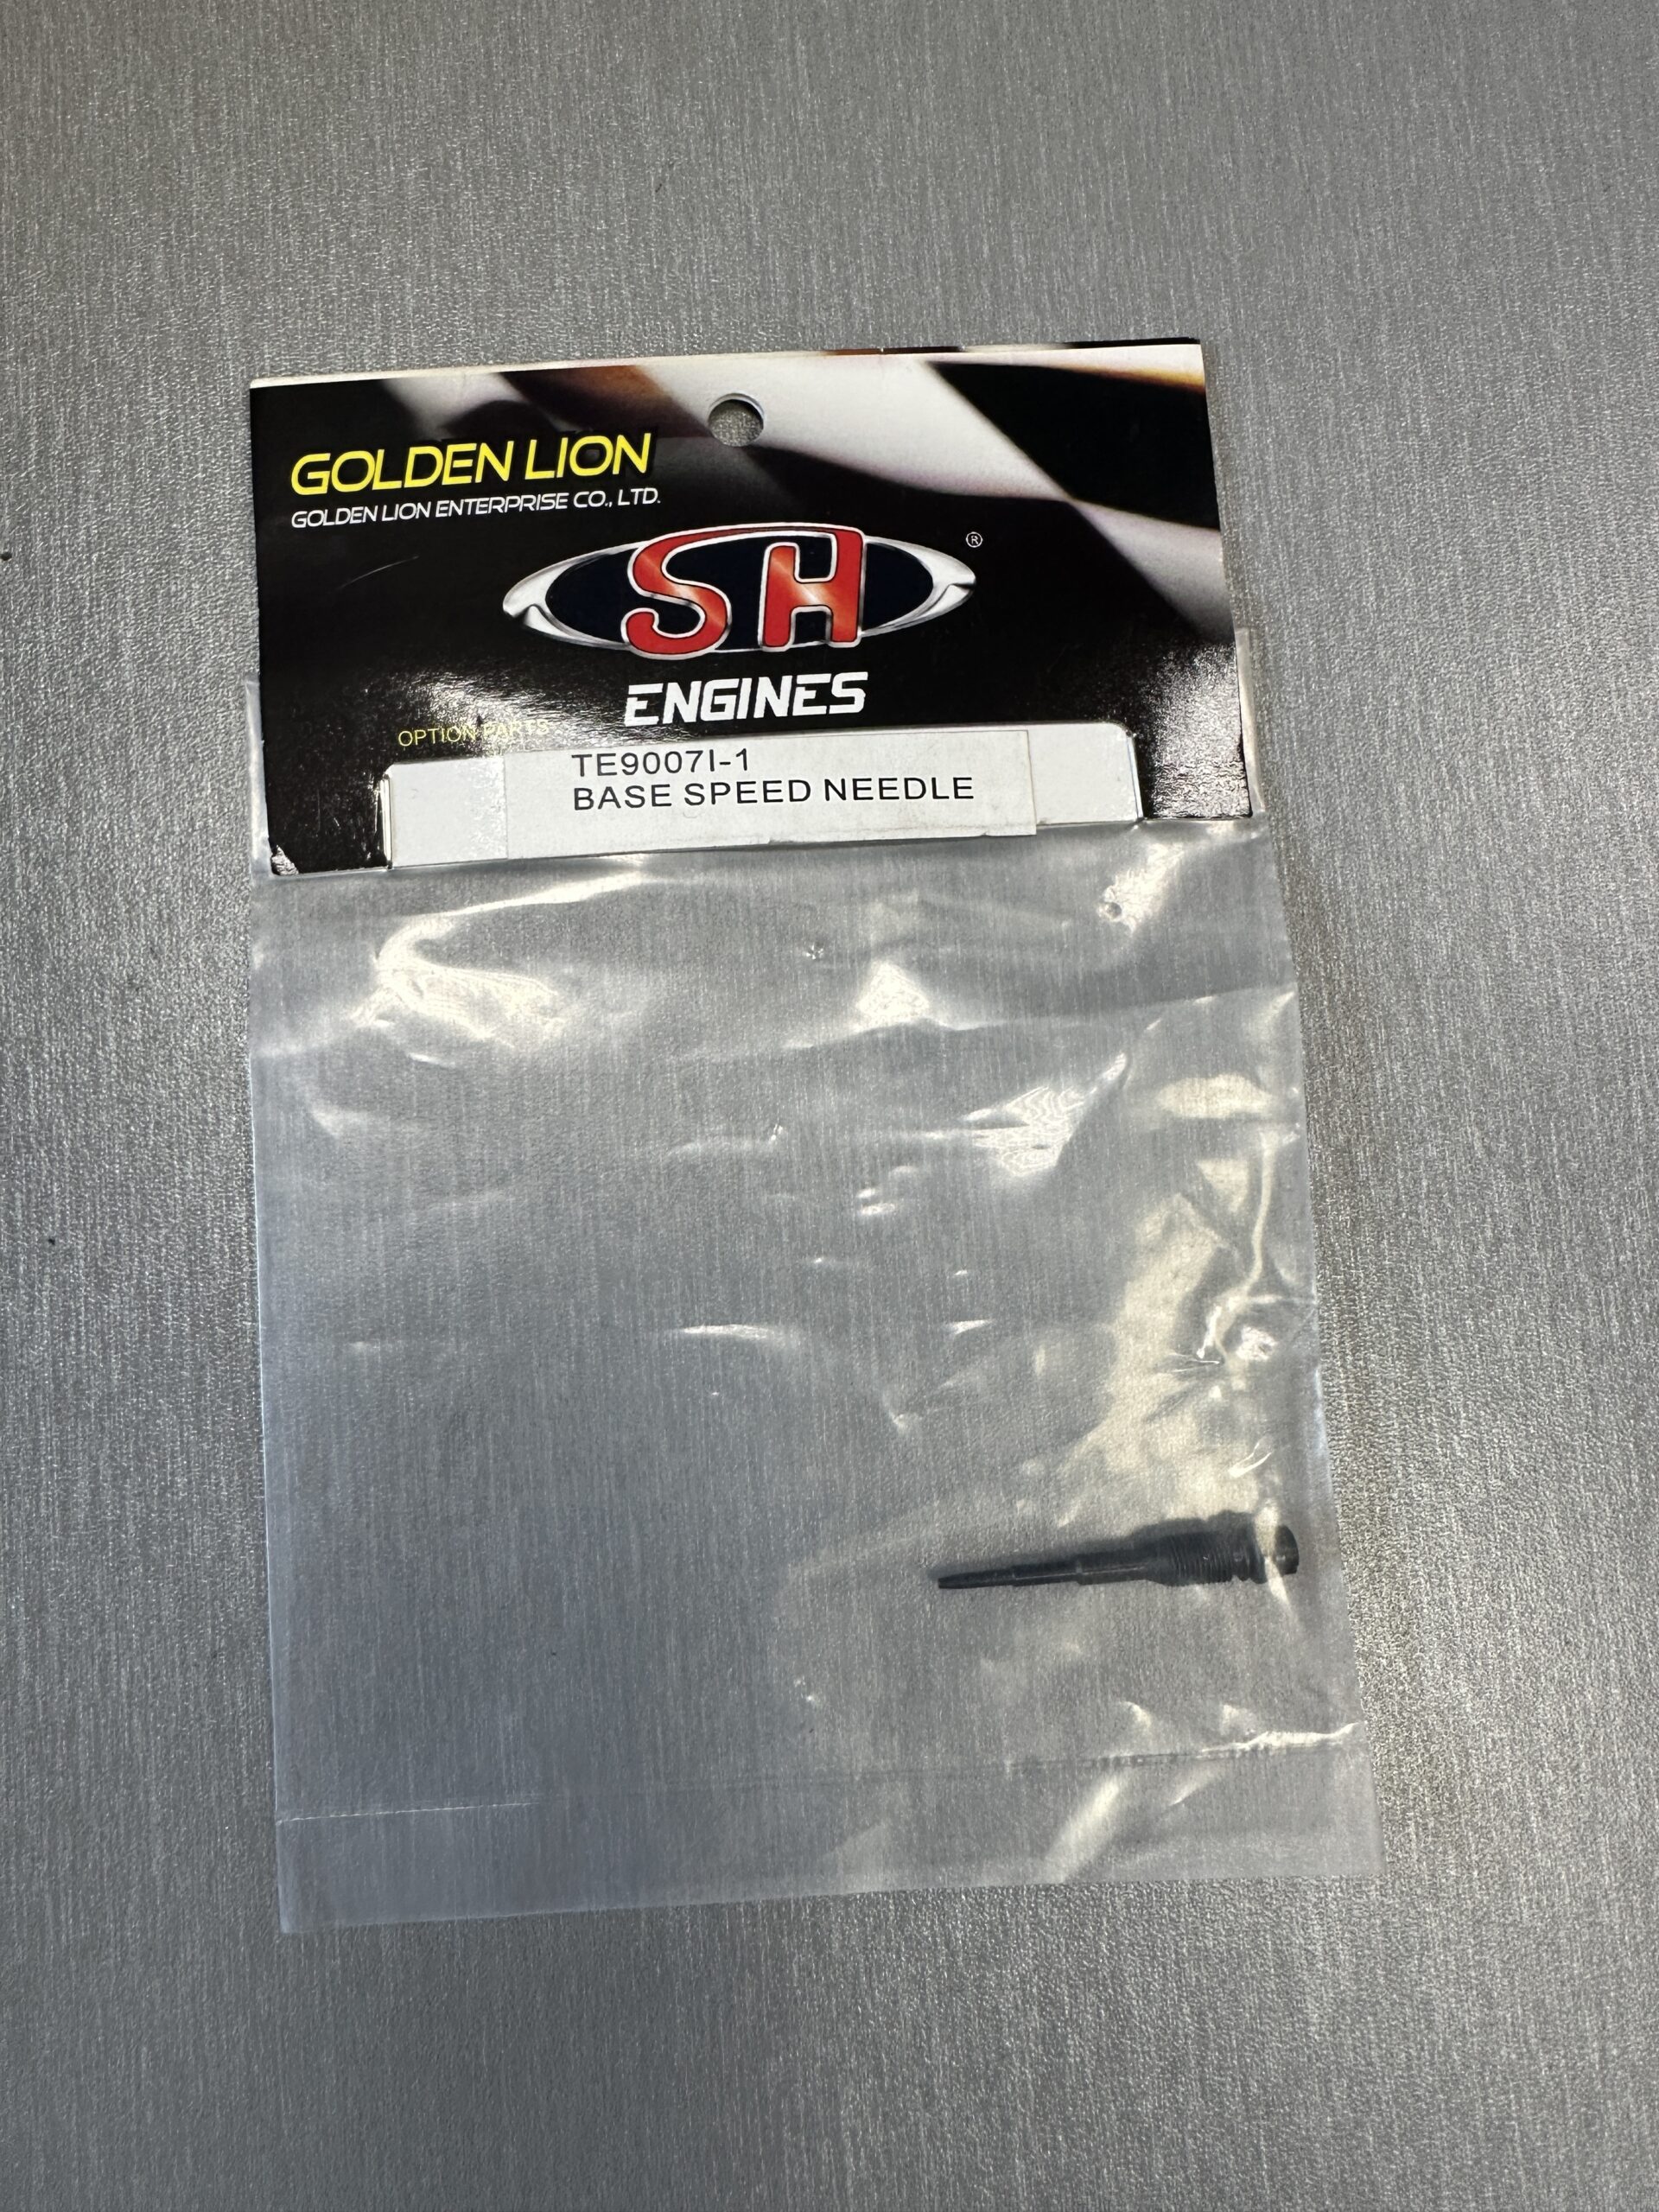 GOLDEN LION
GOLDEN LION ENTERPRISE CO., LTD.
SH ®
ENGINES
OPTION PARTS
TE9007I-1
BASE SPEED NEEDLE